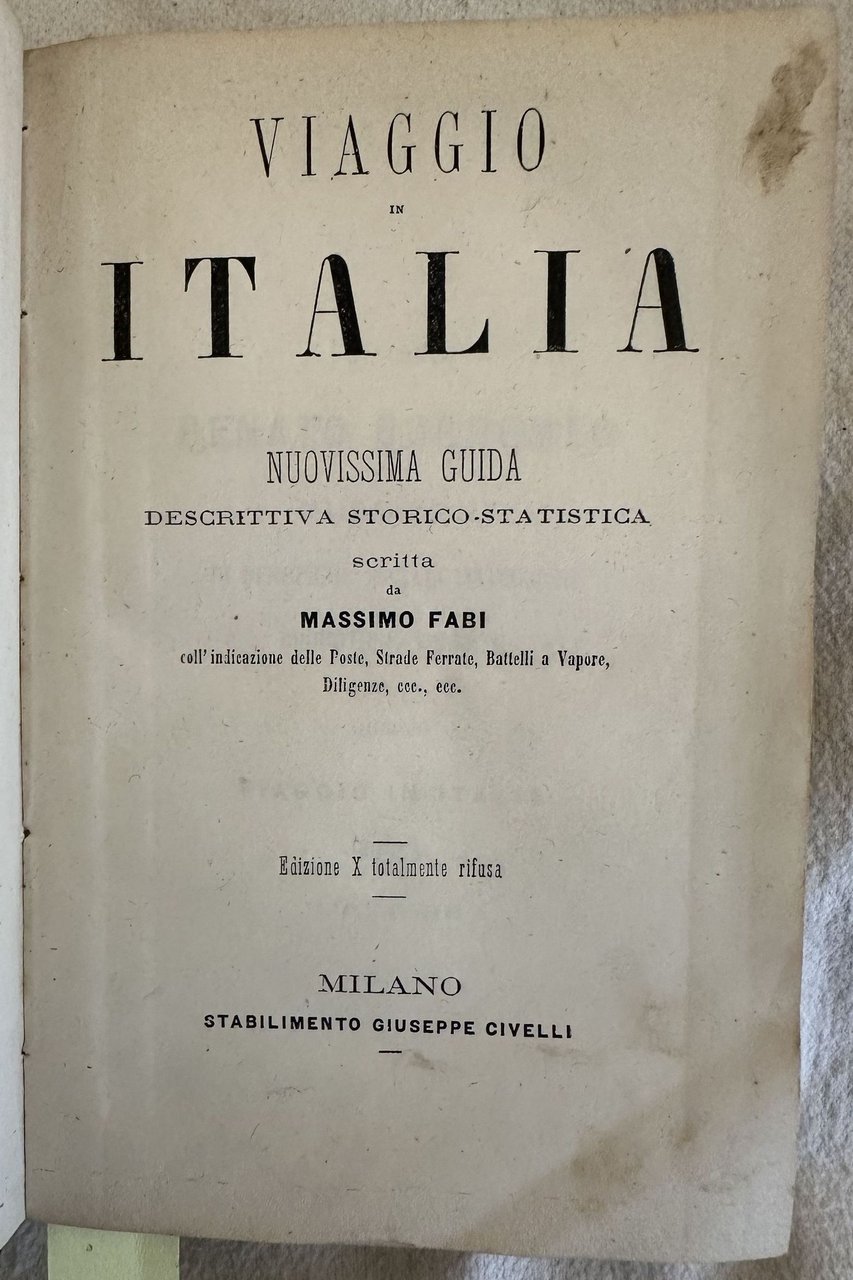 VIAGGIO
IN
ITALIA
NUOVISSIMA GUIDA
DESCRITTIVA STORICO-STATISTICA
scritta
da
MASSIMO FABI
coll' indicazione delle Poste, Strade Ferrate, Battelli a Vapore,
Diligenze, ecc., ecc.
Edizione X totalmente rifusa
MILANO
STABILIMENTO GIUSEPPE CIVELLI